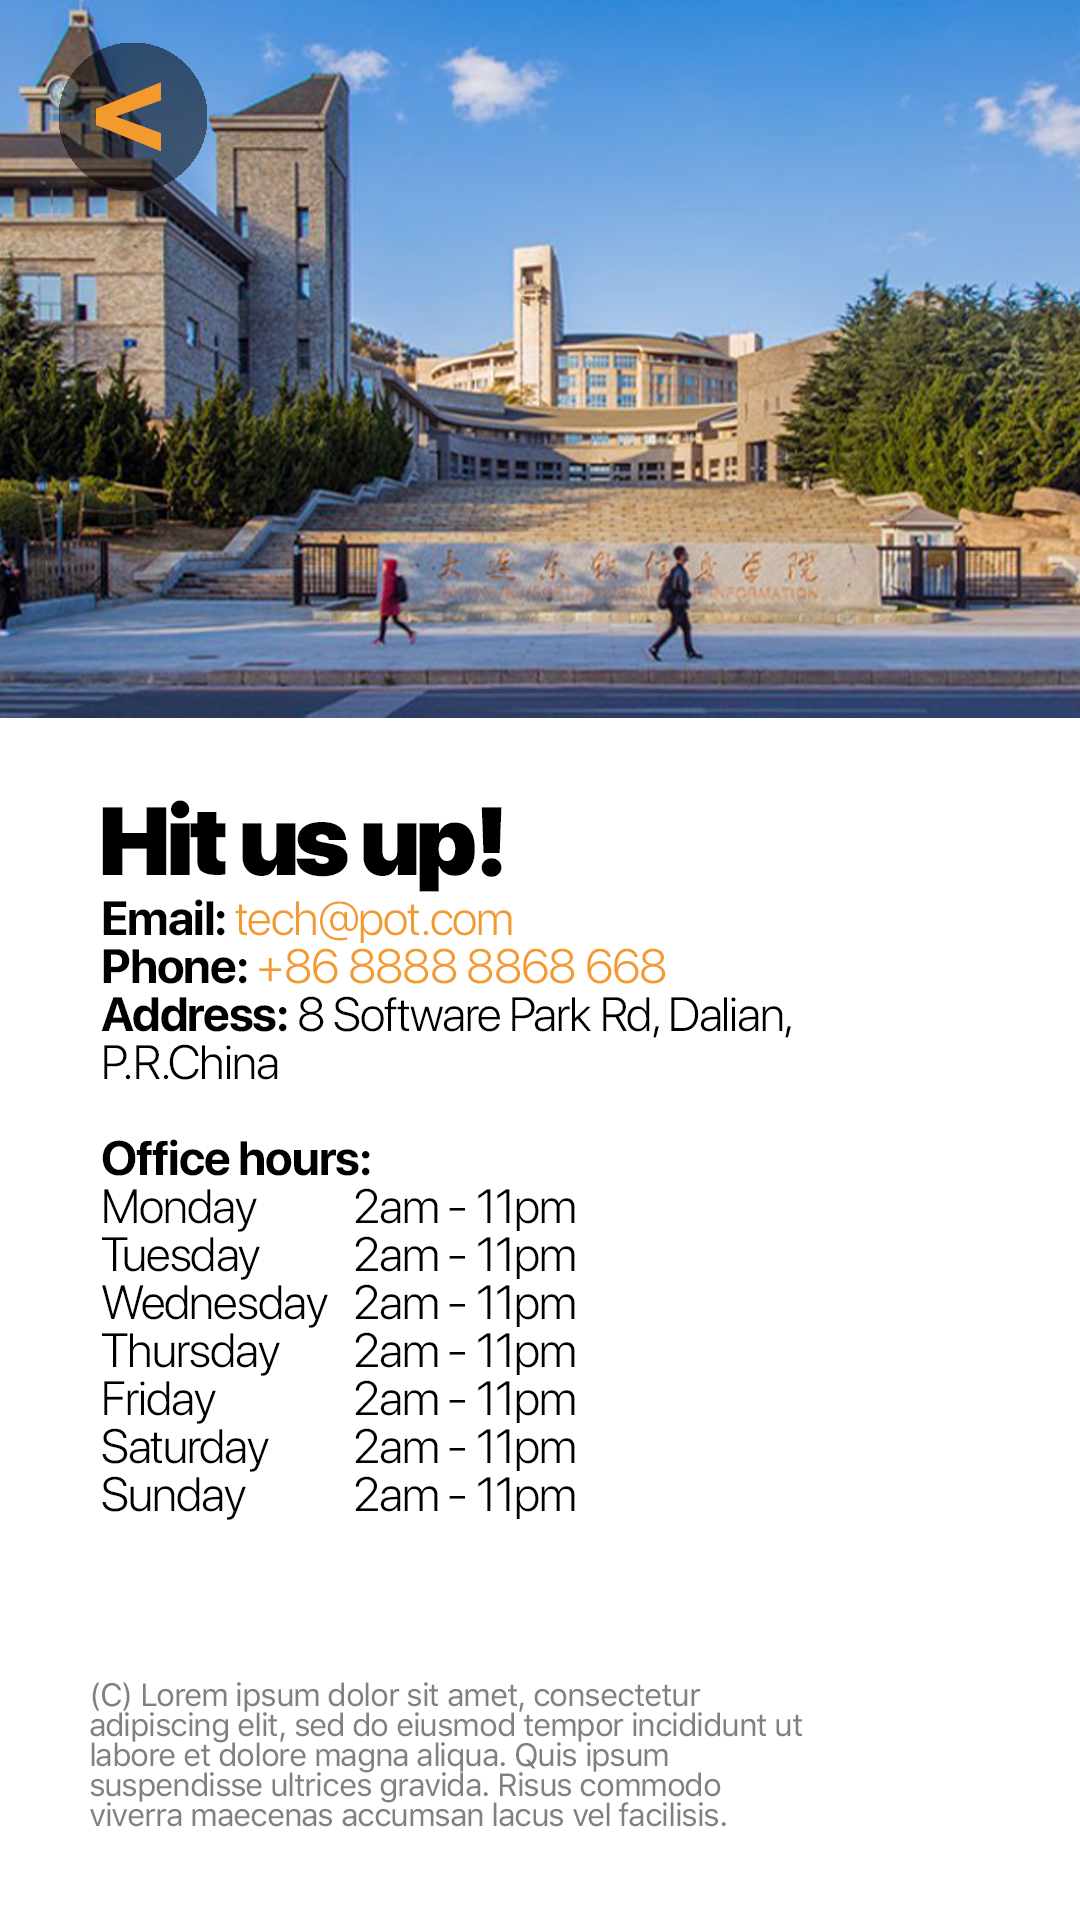 <
大连东软信息学院
INFORMATION
Hit us up!
Email: tech@pot.com
Phone: +86 8888 8868 668
Address: 8 Software Park Rd, Dalian,
P.R.China
Office hours:
Monday 2am - 11pm
Tuesday 2am - 11pm
Wednesday 2am - 11pm
Thursday 2am - 11pm
Friday 2am - 11pm
Saturday 2am - 11pm
Sunday 2am - 11pm
(C) Lorem ipsum dolor sit amet, consectetur
adipiscing elit, sed do eiusmod tempor incididunt ut
labore et dolore magna aliqua. Quis ipsum
suspendisse ultrices gravida. Risus commodo
viverra maecenas accumsan lacus vel facilisis.